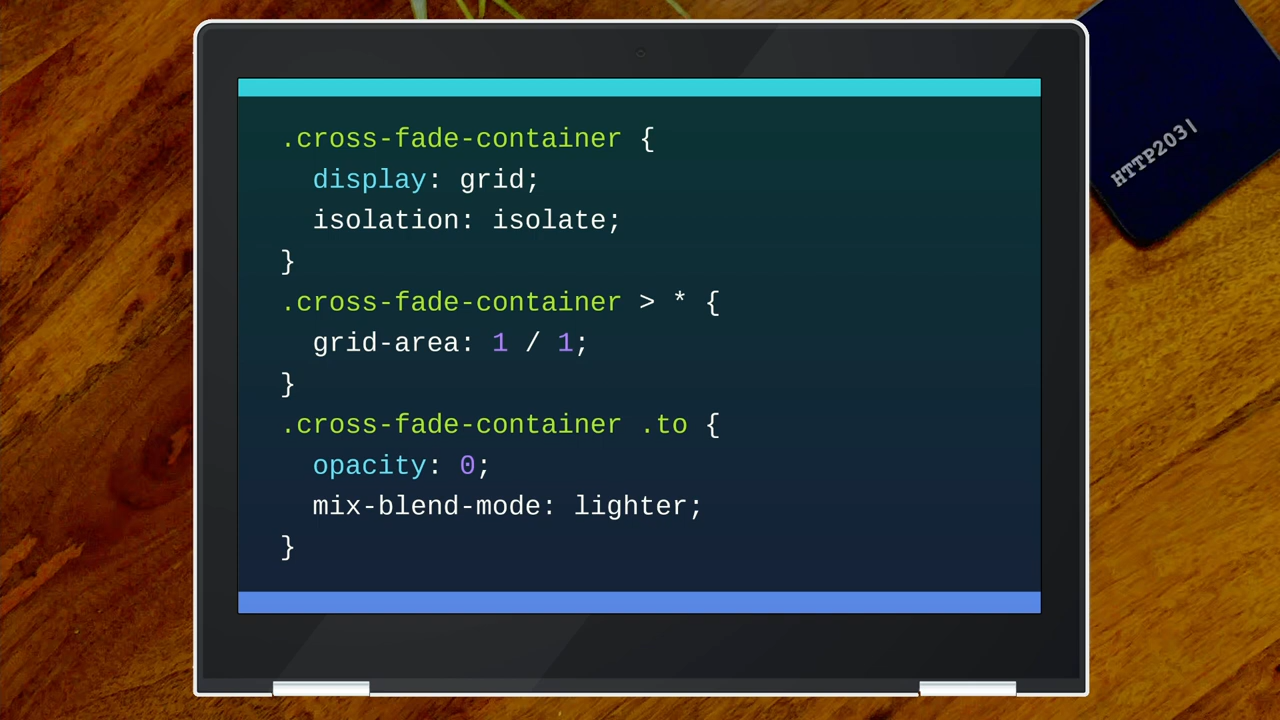 .cross-fade-container {
  display: grid;
  isolation: isolate;
}
.cross-fade-container > * {
  grid-area: 1 / 1;
}
.cross-fade-container .to {
  opacity: 0;
  mix-blend-mode: lighter;
}
HTTP203|